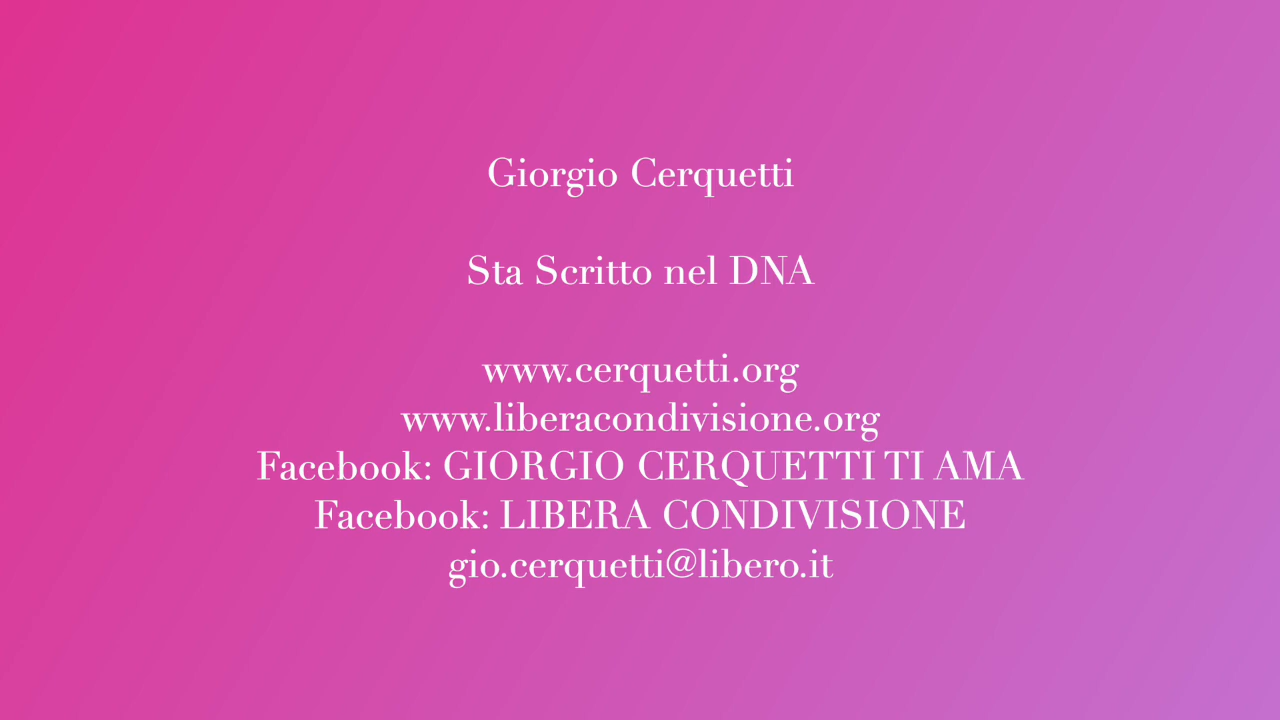 Giorgio Cerquetti
Sta Scritto nel DNA
www.cerquetti.org
www.liberacondivisione.org
Facebook: GIORGIO CERQUETTI TI AMA
Facebook: LIBERA CONDIVISIONE
gio.cerquetti@libero.it